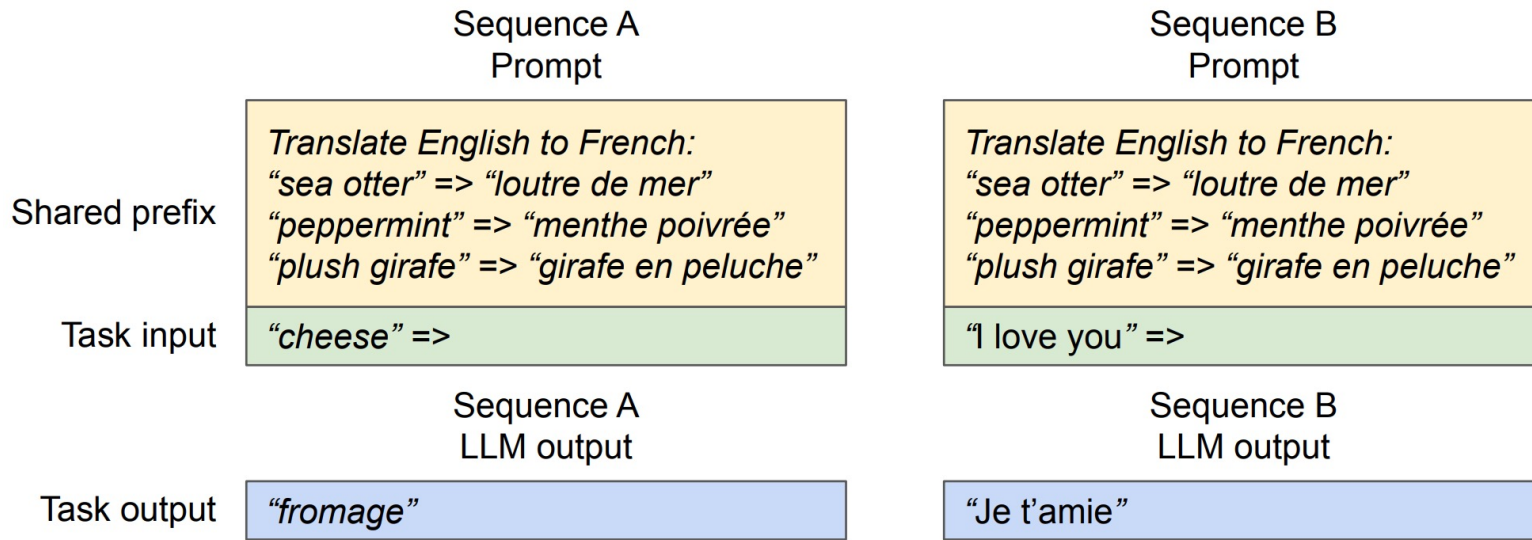 Sequence A
Prompt
Sequence B
Prompt
Shared prefix
Translate English to French:
“sea otter” => “loutre de mer”
“peppermint” => “menthe poivrée”
“plush girafe” => “girafe en peluche”
Translate English to French:
“sea otter” => “loutre de mer”
“peppermint” => “menthe poivrée”
“plush girafe” => “girafe en peluche”
Task input
“cheese” =>
“I love you” =>
Sequence A
LLM output
Sequence B
LLM output
Task output
“fromage”
“Je t’amie”